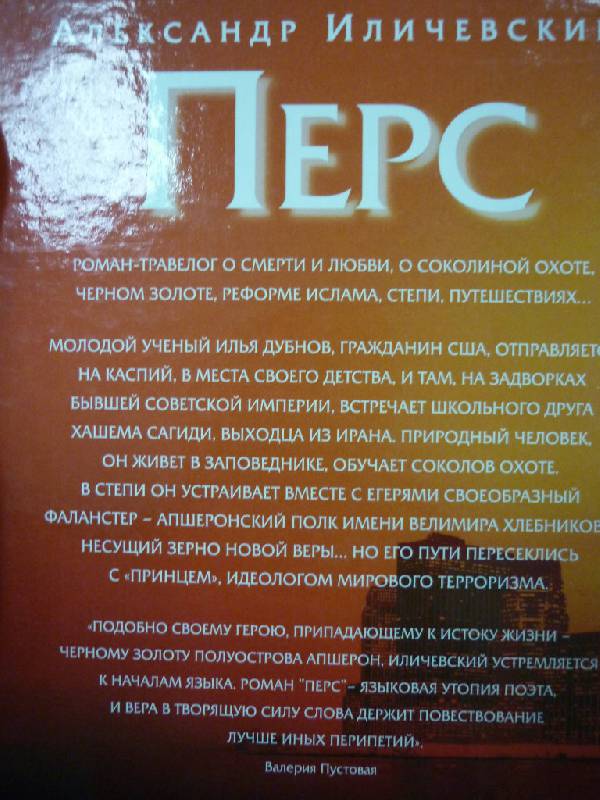 Александр Иличевский
Перс
РОМАН-ТРАВЕЛОГ О СМЕРТИ И ЛЮБВИ, О СОКОЛИНОЙ ОХОТЕ,
ЧЕРНОМ ЗОЛОТЕ, РЕФОРМЕ ИСЛАМА, СТЕПИ, ПУТЕШЕСТВИЯХ...
МОЛОДОЙ УЧЕНЫЙ ИЛЬЯ ДУБНОВ, ГРАЖДАНИН США, ОТПРАВЛЯЕТС
НА КАСПИЙ, В МЕСТА СВОЕГО ДЕТСТВА, И ТАМ, НА ЗАДВОРКАХ
БЫВШЕЙ СОВЕТСКОЙ ИМПЕРИИ, ВСТРЕЧАЕТ ШКОЛЬНОГО ДРУГА
ХАШЕМА САГИДИ, ВЫХОДЦА ИЗ ИРАНА. ПРИРОДНЫЙ ЧЕЛОВЕК,
ОН ЖИВЕТ В ЗАПОВЕДНИКЕ, ОБУЧАЕТ СОКОЛОВ ОХОТЕ.
В СТЕПИ ОН УСТРАИВАЕТ ВМЕСТЕ С ЕГЕРЯМИ СВОЕОБРАЗНЫЙ
ФАЛАНСТЕР – АПШЕРОНСКИЙ ПОЛК ИМЕНИ ВЕЛИМИРА ХЛЕБНИКОВ
НЕСУЩИЙ ЗЕРНО НОВОЙ ВЕРЫ... НО ЕГО ПУТИ ПЕРЕСЕКЛИСЬ
С «ПРИНЦЕМ», ИДЕОЛОГОМ МИРОВОГО ТЕРРОРИЗМА.
«ПОДОБНО СВОЕМУ ГЕРОЮ, ПРИПАДАЮЩЕМУ К ИСТОКУ ЖИЗНИ –
ЧЕРНОМУ ЗОЛОТУ ПОЛУОСТРОВА АПШЕРОН, ИЛИЧЕВСКИЙ УСТРЕМЛЯЕТСЯ
К НАЧАЛАМ ЯЗЫКА. РОМАН "ПЕРС" – ЯЗЫКОВАЯ УТОПИЯ ПОЭТА,
И ВЕРА В ТВОРЯЩУЮ СИЛУ СЛОВА ДЕРЖИТ ПОВЕСТВОВАНИЕ
ЛУЧШЕ ИНЫХ ПЕРИПЕТИЙ».
Валерия Пустовая